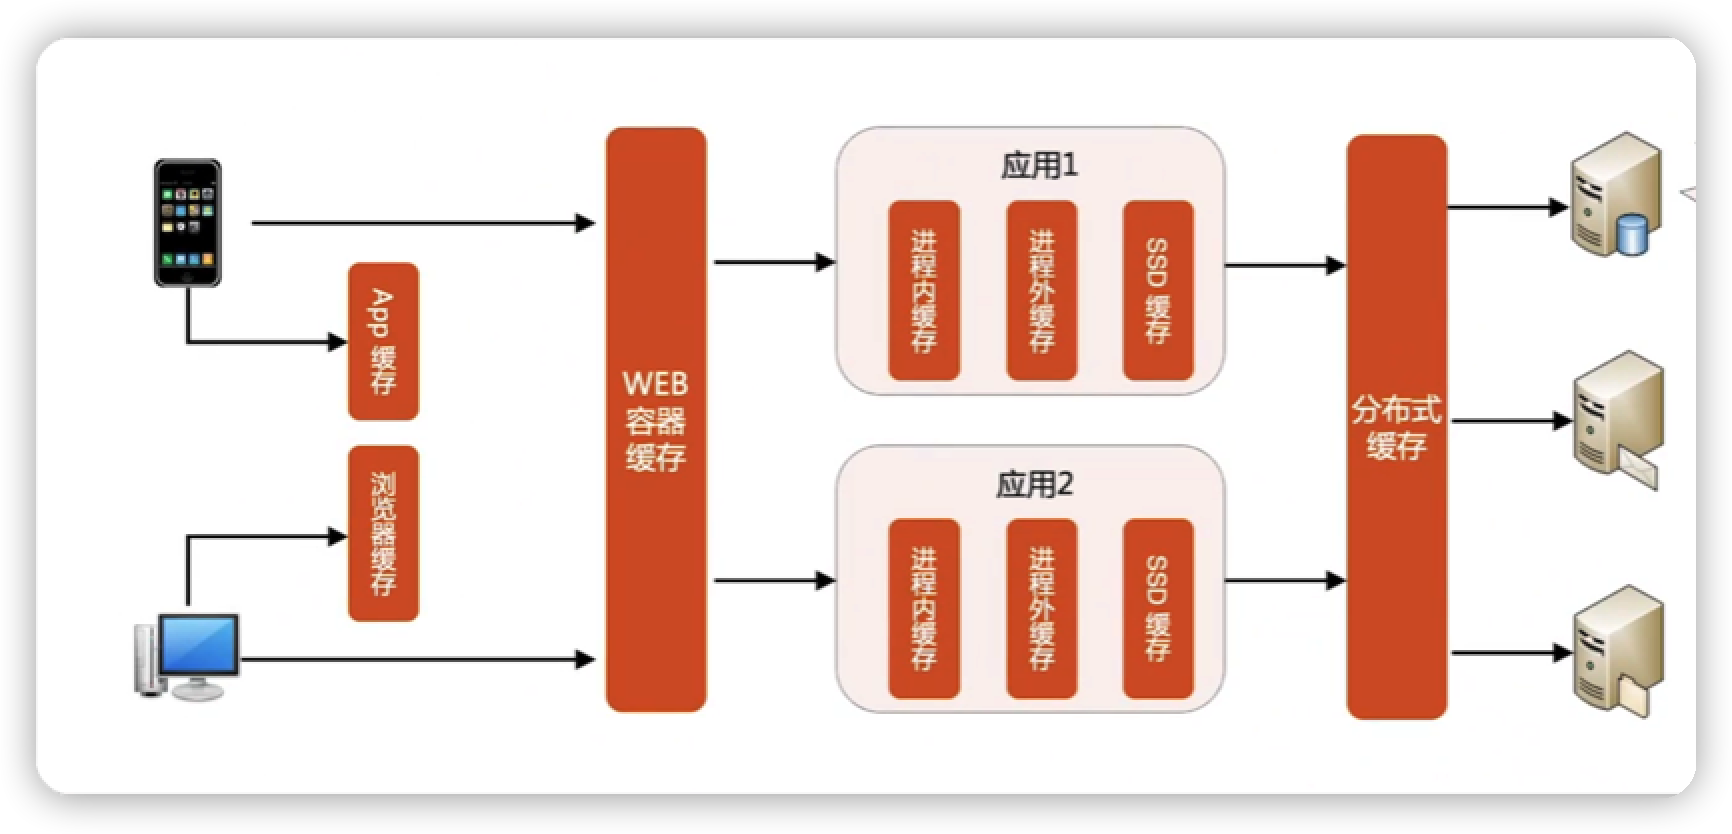 App 缓存
浏览器缓存
WEB
容器
缓存
应用1
进程内缓存
进程外缓存
SSD 缓存
应用2
进程内缓存
进程外缓存
SSD 缓存
分布式
缓存